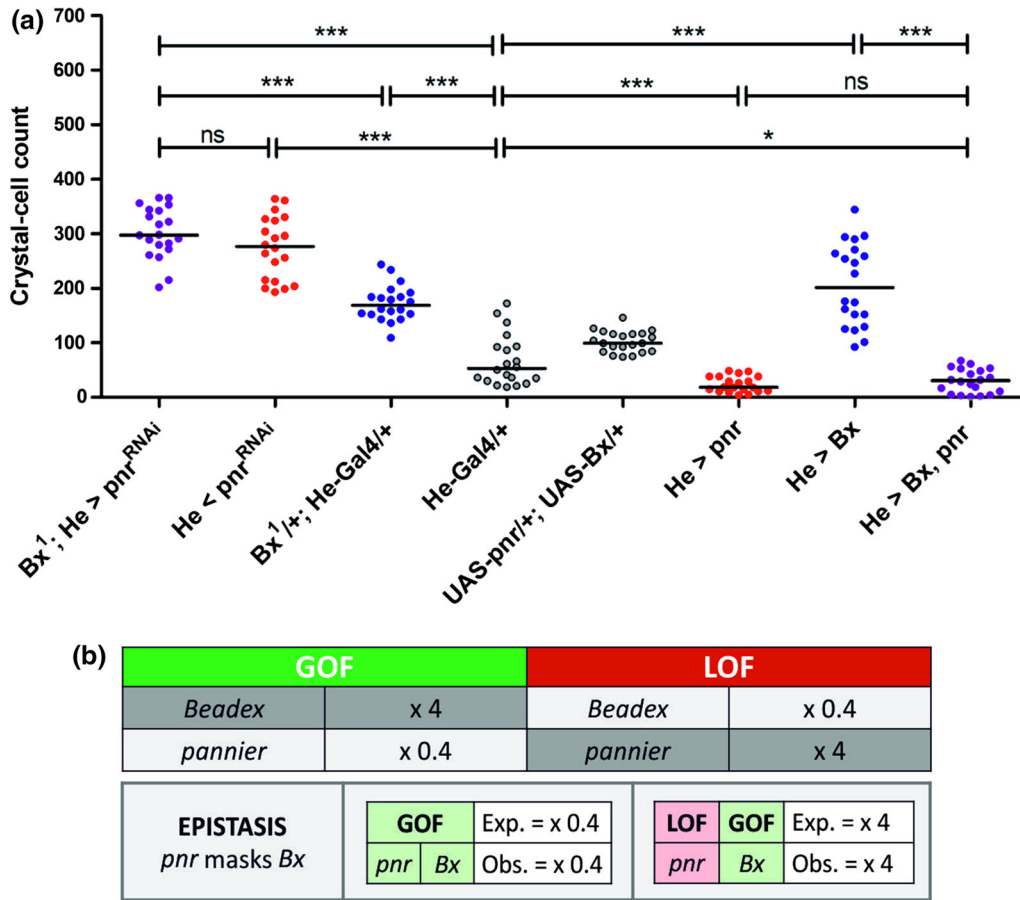 (a)
700
600
500
400
300
200
100
0
Crystal-cell count
*** *** ***
*** *** *** ns
ns *** *
Bx¹; He > pnrᴿᴺᴬⁱ
He < pnrᴿᴺᴬⁱ
Bx¹/+; He-Gal4/+
He-Gal4/+
UAS-pnr/+; UAS-Bx/+
He > pnr
He > Bx
He > Bx, pnr
(b)
GOF LOF
Beadex x 4 Beadex x 0.4
pannier x 0.4 pannier x 4
EPISTASIS
pnr masks Bx
GOF Exp. = x 0.4
pnr Bx Obs. = x 0.4
LOF GOF Exp. = x 4
pnr Bx Obs. = x 4